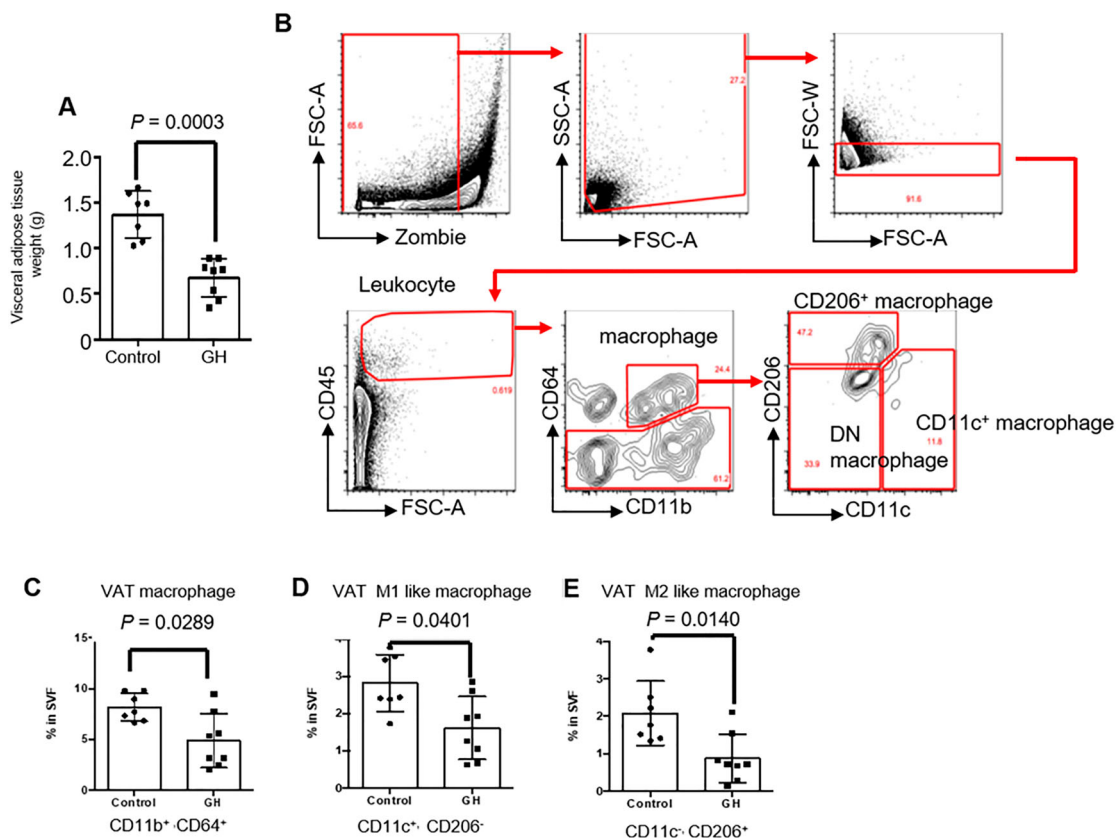 A
P = 0.0003
Visceral adipose tissue
weight (g)
2.0
1.5
1.0
0.5
0
Control
GH
B
FSC-A
65.6
Zombie
SSC-A
27.2
FSC-A
FSC-W
91.6
FSC-A
Leukocyte
CD45
0.619
FSC-A
macrophage
CD64
24.4
61.2
CD11b
CD206⁺ macrophage
47.2
CD206
CD11c⁺ macrophage
11.8
DN
macrophage
33.9
CD11c
C
VAT macrophage
P = 0.0289
% in SVF
15
10
5
0
Control
GH
CD11b⁺, CD64⁺
D
VAT M1 like macrophage
P = 0.0401
% in SVF
4
3
2
1
0
Control
GH
CD11c⁺, CD206⁻
E
VAT M2 like macrophage
P = 0.0140
% in SVF
4
3
2
1
0
Control
GH
CD11c⁻, CD206⁺